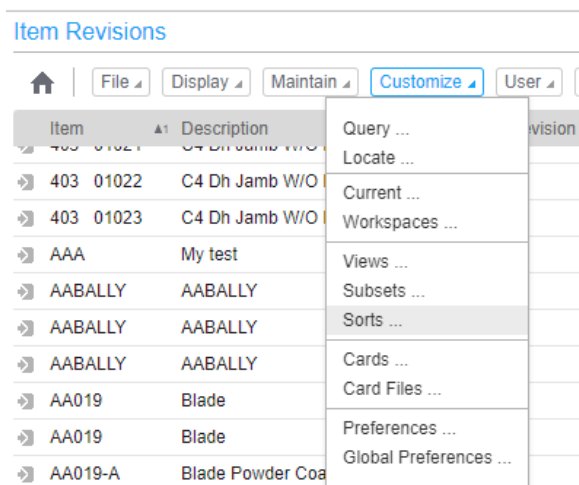 Item Revisions
File Display Maintain Customize User
Item 1 Description
403 01022 C4 Dh Jamb W/O
403 01023 C4 Dh Jamb W/O
AAA My test
AABALLY AABALLY
AABALLY AABALLY
AABALLY AABALLY
AA019 Blade
AA019 Blade
AA019-A Blade Powder Coa
Query ...
Locate ...
Current ...
Workspaces ...
Views ...
Subsets ...
Sorts ...
Cards ...
Card Files ...
Preferences ...
Global Preferences ...